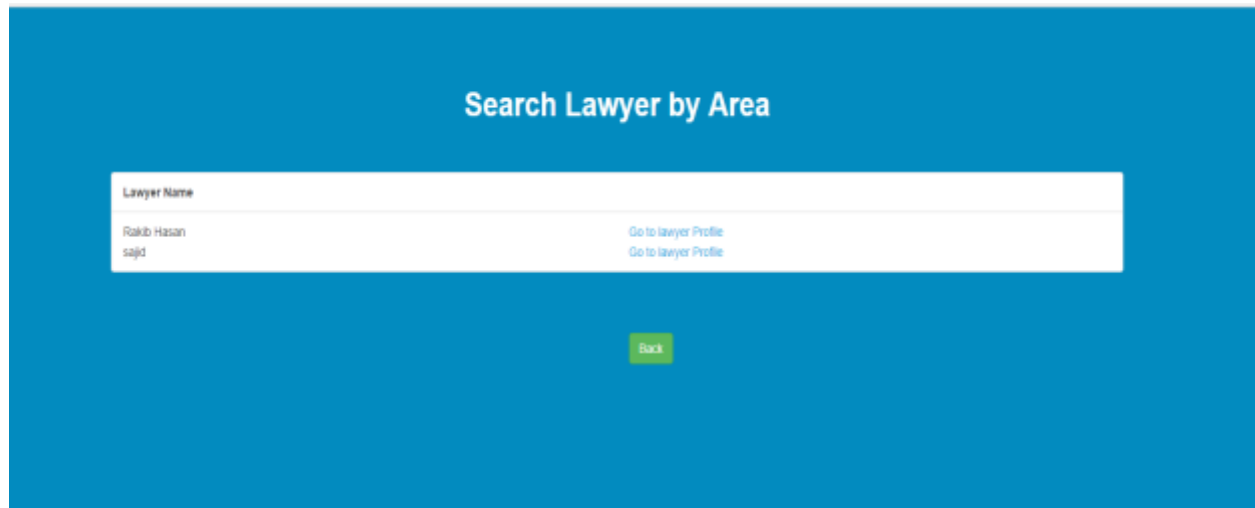 Search Lawyer by Area
Lawyer Name
Rakib Hasan Go to lawyer Profile
sajid Go to lawyer Profile
Back